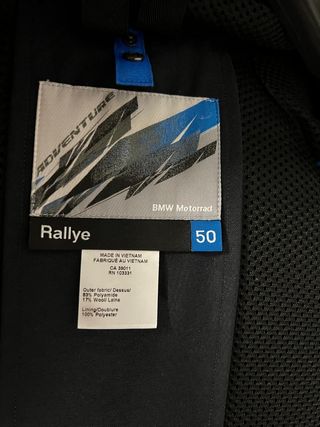 ADVENTURE
BMW Motorrad
Rallye 50
MADE IN VIETNAM
FABRIQUÉ AU VIETNAM
CA 39011
RN 103331
Outer fabric/ Dessus/
83% Polyamide
17% Wool/ Laine
Lining/Doublure
100% Polyester